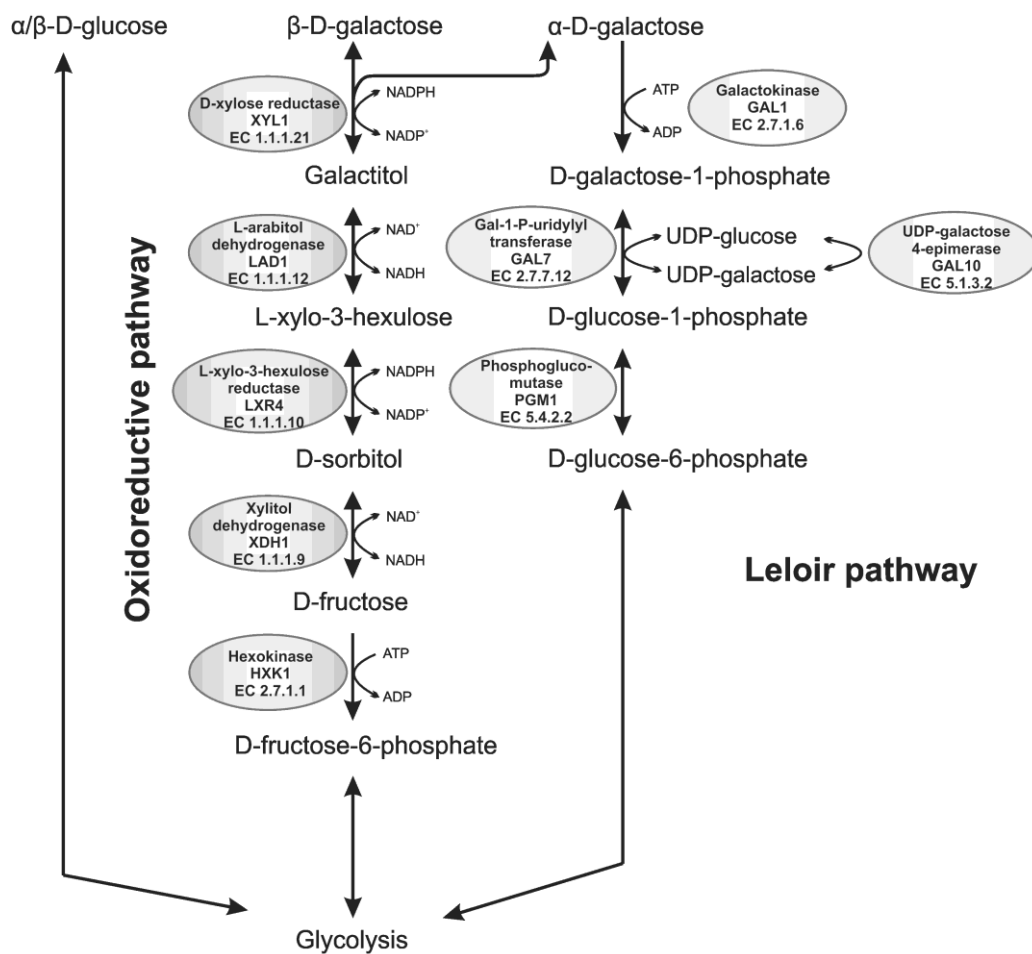 α/β-D-glucose
β-D-galactose
α-D-galactose
D-xylose reductase
XYL1
EC 1.1.1.21
NADPH
NADP⁺
ATP
ADP
Galactokinase
GAL1
EC 2.7.1.6
Galactitol
D-galactose-1-phosphate
L-arabitol
dehydrogenase
LAD1
EC 1.1.1.12
NAD⁺
NADH
Gal-1-P-uridylyl
transferase
GAL7
EC 2.7.7.12
UDP-glucose
UDP-galactose
UDP-galactose
4-epimerase
GAL10
EC 5.1.3.2
L-xylo-3-hexulose
D-glucose-1-phosphate
L-xylo-3-hexulose
reductase
LXR4
EC 1.1.1.10
NADPH
NADP⁺
Phosphogluco-
mutase
PGM1
EC 5.4.2.2
D-sorbitol
D-glucose-6-phosphate
Xylitol
dehydrogenase
XDH1
EC 1.1.1.9
NAD⁺
NADH
D-fructose
Hexokinase
HXK1
EC 2.7.1.1
ATP
ADP
D-fructose-6-phosphate
Glycolysis
Oxidoreductive pathway
Leloir pathway